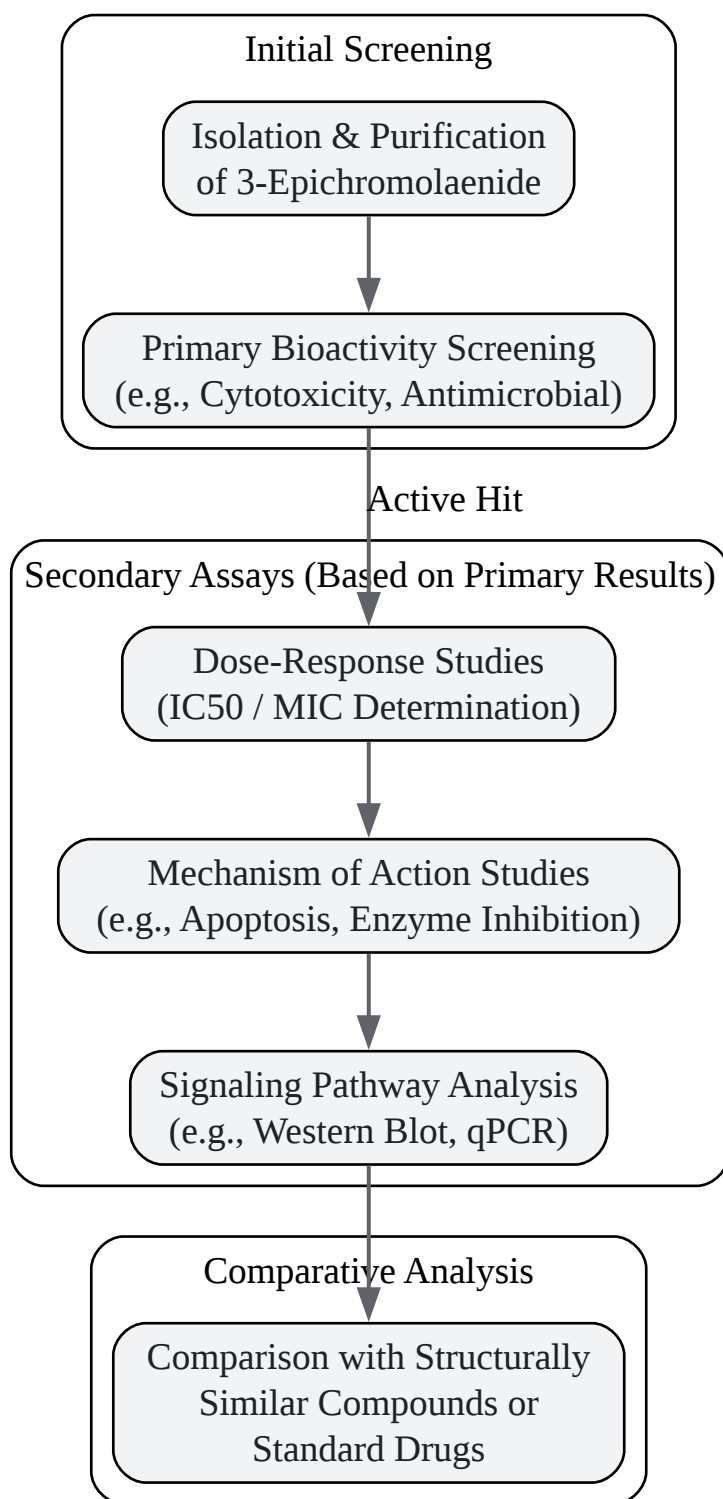 Initial Screening
Isolation & Purification
of 3-Epichromolaenide
Primary Bioactivity Screening
(e.g., Cytotoxicity, Antimicrobial)
Active Hit
Secondary Assays (Based on Primary Results)
Dose-Response Studies
(IC50 / MIC Determination)
Mechanism of Action Studies
(e.g., Apoptosis, Enzyme Inhibition)
Signaling Pathway Analysis
(e.g., Western Blot, qPCR)
Comparative Analysis
Comparison with Structurally
Similar Compounds or
Standard Drugs